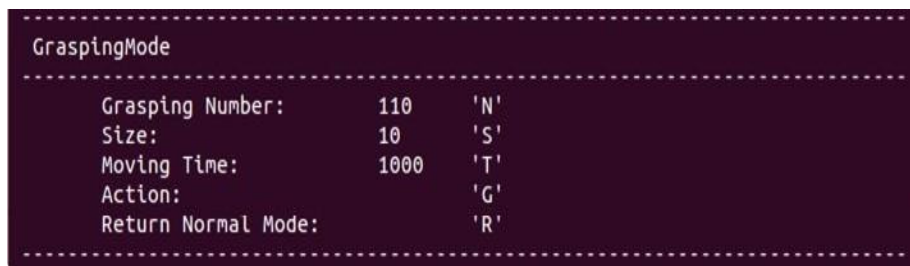 GraspingMode
Grasping Number: 110 'N'
Size: 10 'S'
Moving Time: 1000 'T'
Action: 'G'
Return Normal Mode: 'R'